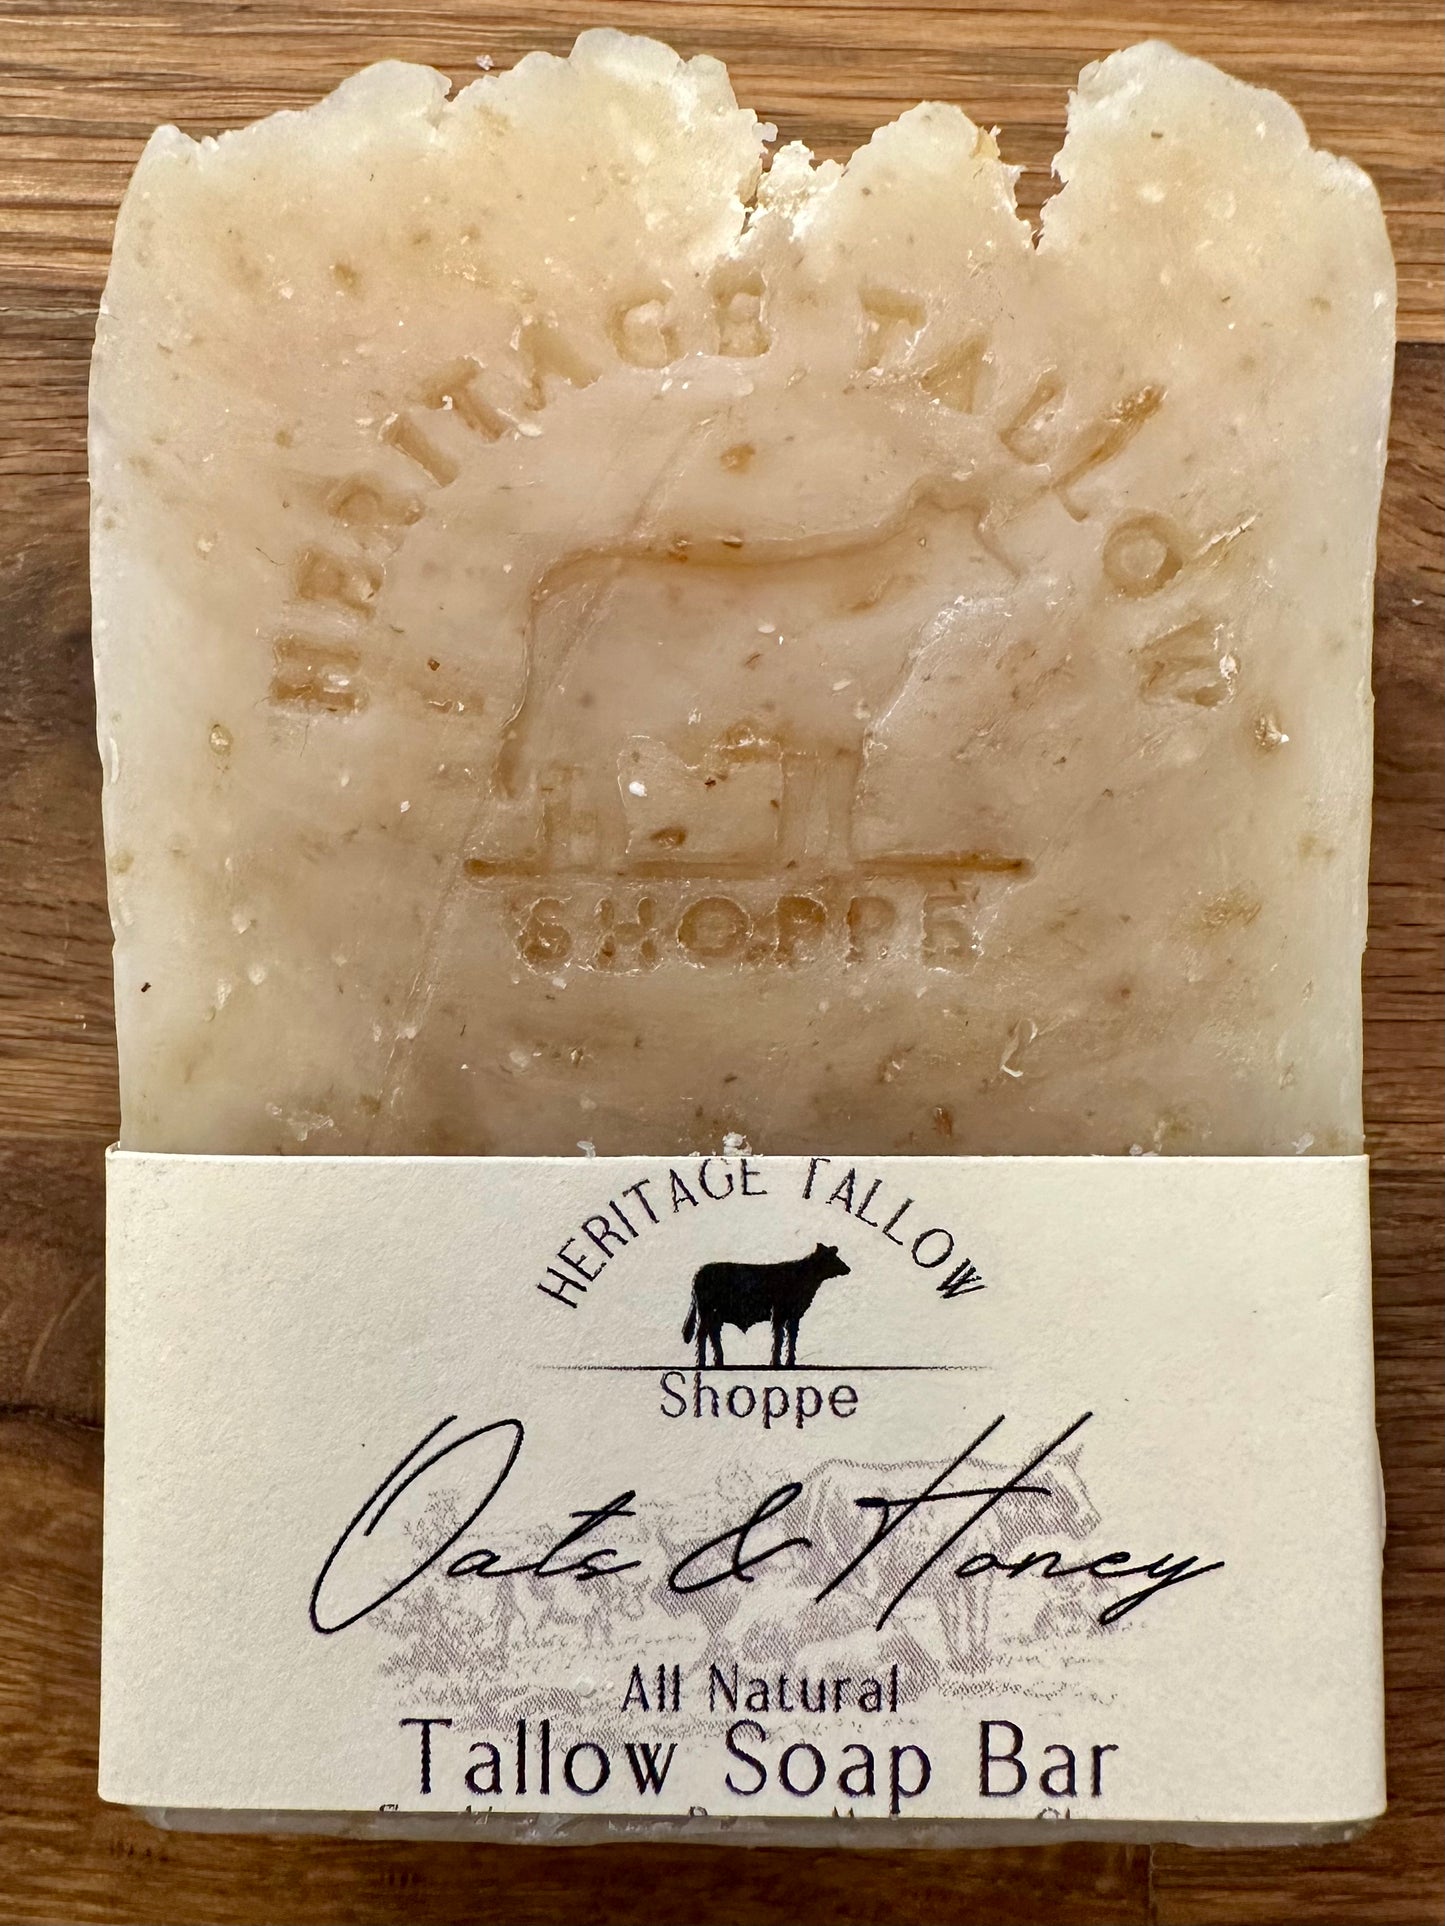 HERITAGE TALLOW
SHOPPE
HERITAGE TALLOW
Shoppe
Oats & Honey
All Natural
Tallow Soap Bar